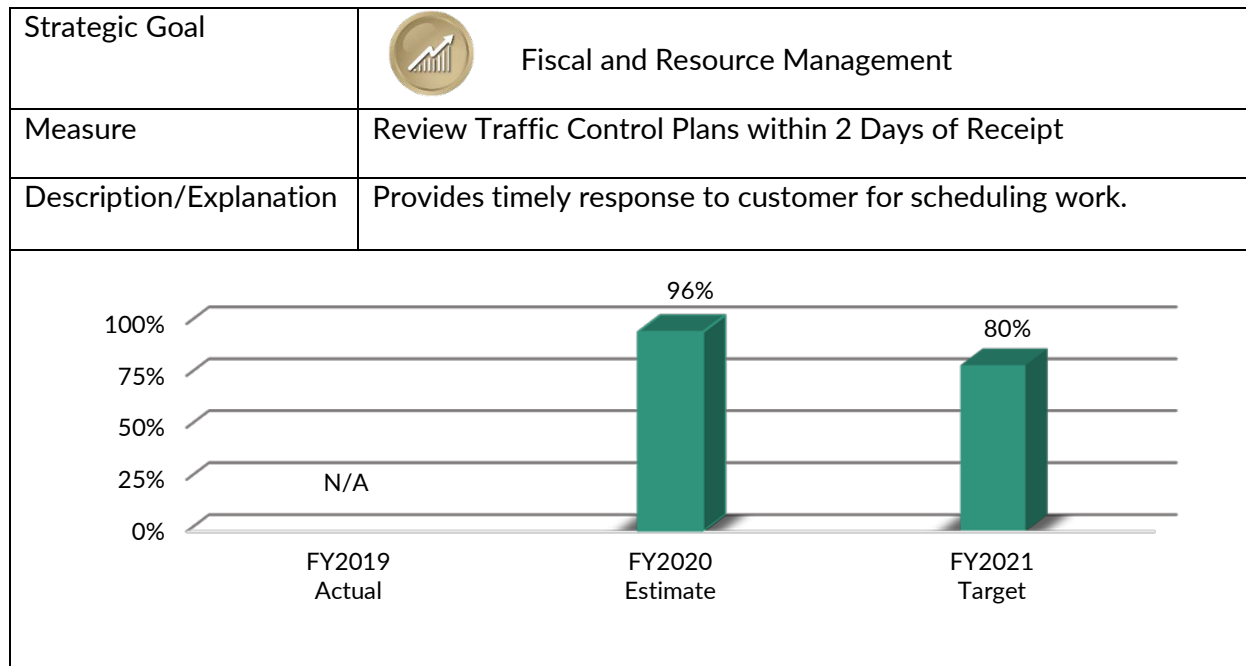 Strategic Goal
Fiscal and Resource Management
Measure
Review Traffic Control Plans within 2 Days of Receipt
Description/Explanation
Provides timely response to customer for scheduling work.
96%
100%
80%
75%
50%
25%
N/A
0%
FY2019
Actual
FY2020
Estimate
FY2021
Target